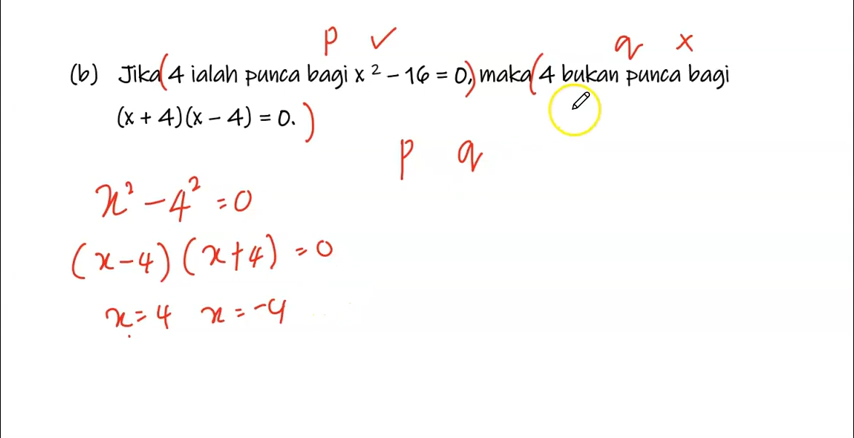 p ✓ q x
(b) Jika (4 ialah punca bagi x² – 16 = 0,) maka (4 bukan punca bagi
(x + 4)(x – 4) = 0.)
p q
x² – 4² = 0
(x – 4) (x + 4) = 0
x = 4 x = –4